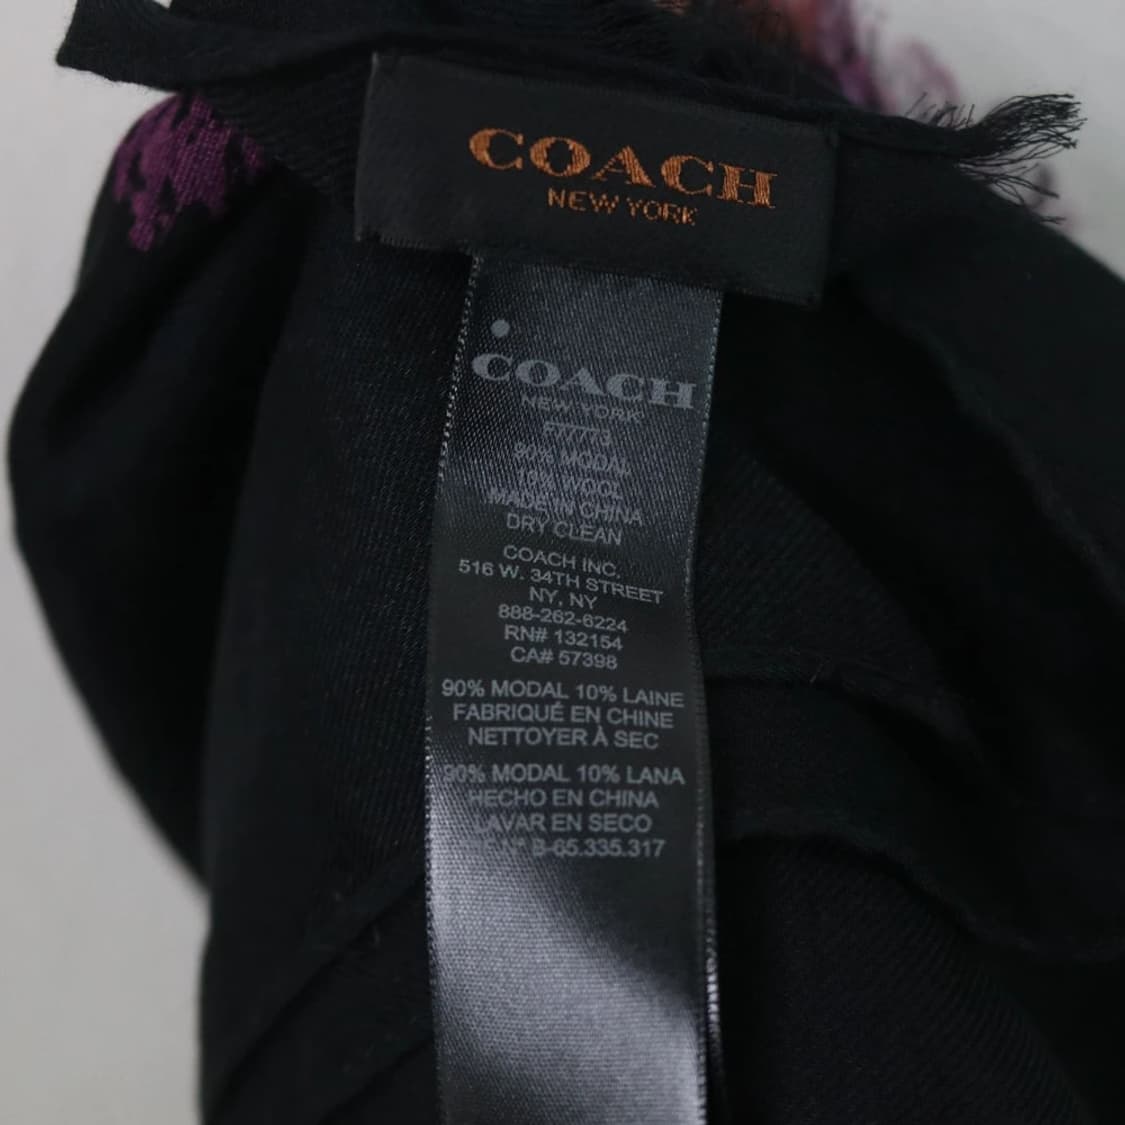 COACH
NEW YORK
COACH
NEW YORK
F77773
90% MODAL
10% WOOL
MADE IN CHINA
DRY CLEAN
COACH INC.
516 W. 34TH STREET
NY, NY
888-262-6224
RN# 132154
CA# 57398
90% MODAL 10% LAINE
FABRIQUÉ EN CHINE
NETTOYER À SEC
90% MODAL 10% LANA
HECHO EN CHINA
LAVAR EN SECO
B-65.335.317